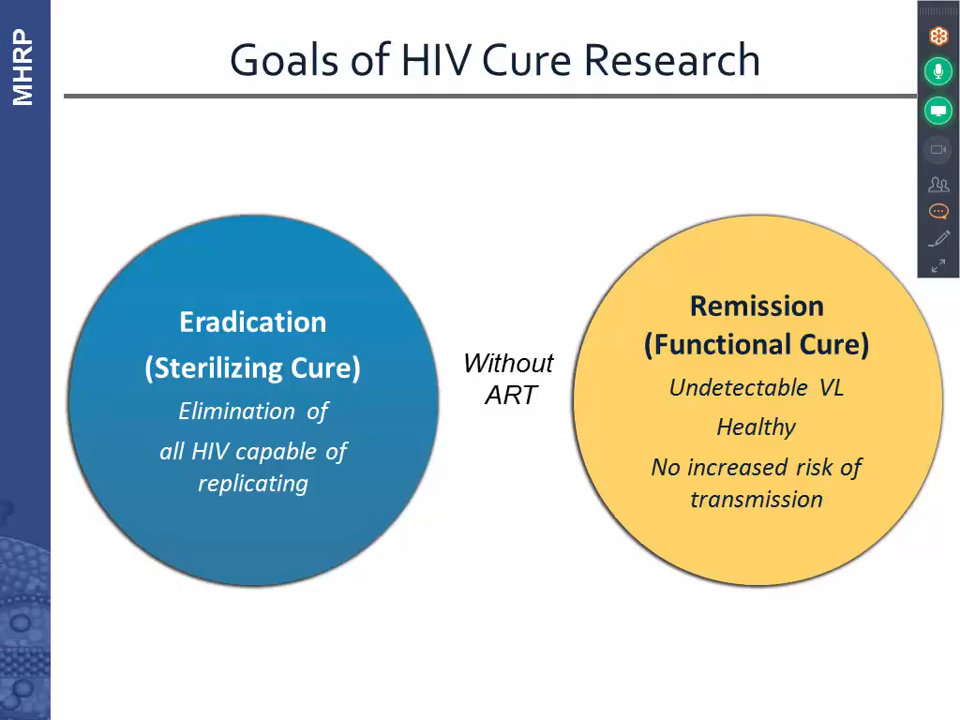 MHRP
Goals of HIV Cure Research
Eradication
(Sterilizing Cure)
Elimination of
all HIV capable of
replicating
Without
ART
Remission
(Functional Cure)
Undetectable VL
Healthy
No increased risk of
transmission